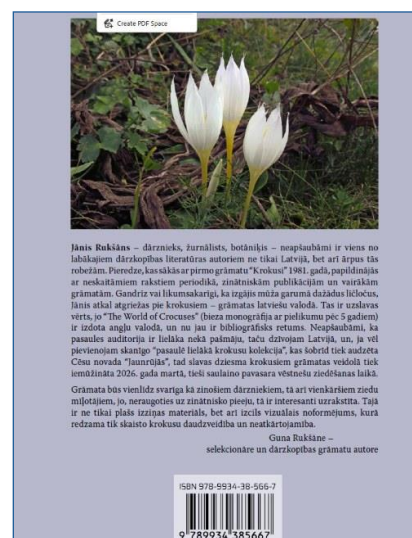 Create PDF Space
Jānis Rukšāns – dārznieks, žurnālists, botāniķis – neapšaubāmi ir viens no
labākajiem dārzkopības literatūras autoriem ne tikai Latvijā, bet arī ārpus tās
robežām. Pieredze, kas sākās ar pirmo grāmatu “Krokusi” 1981. gadā, papildinājās
ar neskaitāmiem rakstiem periodikā, zinātniskām publikācijām un vairākām
grāmatām. Gandrīz vai likumsakarīgi, ka izgājis mūža garumā dažādus līčločus,
Jānis atkal atgriežas pie krokusiem – grāmatas latviešu valodā. Tas ir uzslavas
vērts, jo “The World of Crocuses” (bieza monogrāfija ar pielikumu pēc 5 gadiem)
ir izdota angļu valodā, un nu jau ir bibliogrāfisks retums. Neapšaubāmi, ka
pasaules auditorija ir lielāka nekā pašmāju, taču dzīvojam Latvijā, un, ja vēl
pievienojam skanīgo “pasaulē lielākā krokusu kolekcija”, kas šobrīd tiek audzēta
Cēsu novada “Jaunrūjās”, tad slavas dziesma krokusiem grāmatas veidolā tiek
iemūžināta 2026. gada martā, tieši saulaino pavasara vēstnešu ziedēšanas laikā.
Grāmata būs vienlīdz svarīga kā zinošiem dārzniekiem, tā arī vienkāršiem ziedu
mīļotājiem, jo, neraugoties uz zinātnisko pieeju, tā ir interesanti uzrakstīta. Tajā
ir ne tikai plašs izziņas materiāls, bet arī izcils vizuālais noformējums, kurā
redzama tik skaisto krokusu daudzveidība un neatkārtojamība.
Guna Rukšāne –
selekcionāre un dārzkopības grāmatu autore
ISBN 978-9934-38-566-7
9 789934 385667